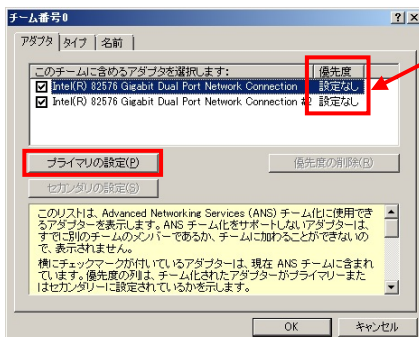 チーム番号0
アダプタ タイプ 名前
このチームに含めるアダプタを選択します: 優先度
Intel(R) 82576 Gigabit Dual Port Network Connection 設定なし
Intel(R) 82576 Gigabit Dual Port Network Connection #2 設定なし
プライマリの設定(P) 優先度の削除(R)
セカンダリの設定(S)
このリストは、Advanced Networking Services (ANS) チーム化に使用でき
るアダプターを表示します。ANS チーム化をサポートしないアダプターは、
すでに別のチームのメンバーであるか、チームに加わることができないの
で、表示されません。
横にチェックマークが付いているアダプターは、現在 ANS チームに含まれ
ています。優先度の列は、チーム化されたアダプターがプライマリーまた
はセカンダリーに設定されているかを示します。
OK キャンセル